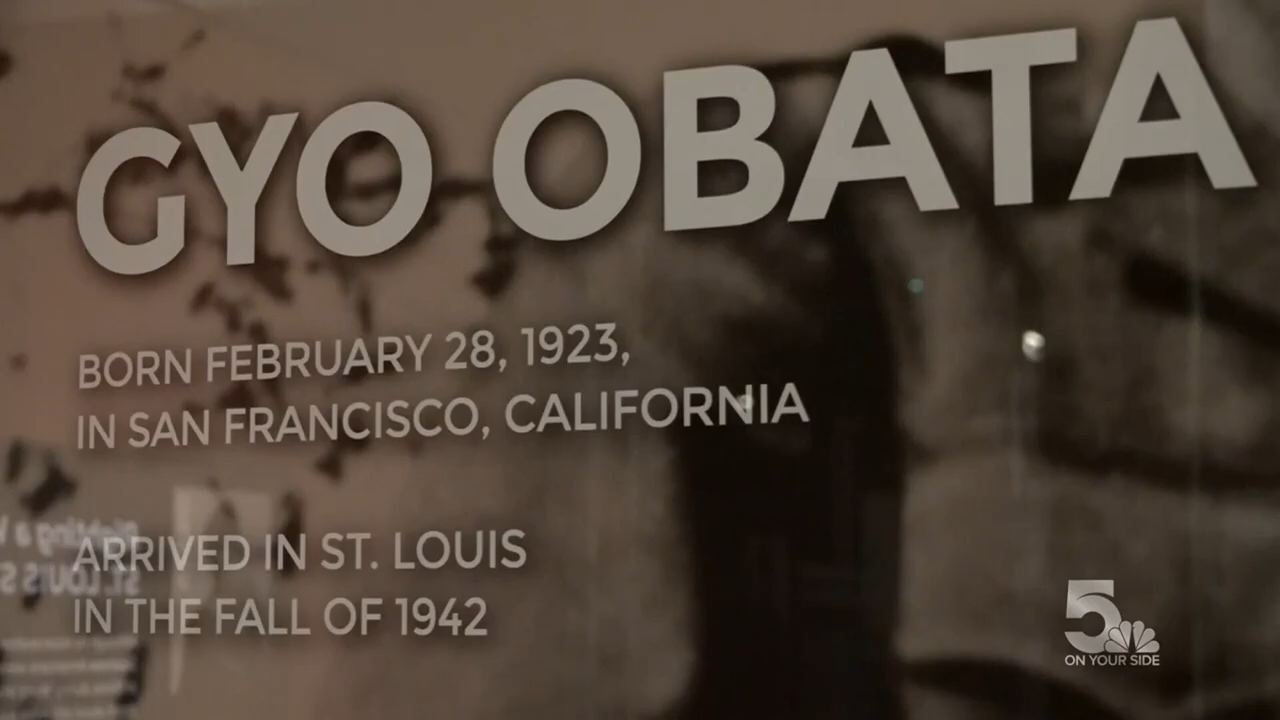 GYO OBATA
BORN FEBRUARY 28, 1923,
IN SAN FRANCISCO, CALIFORNIA
ARRIVED IN ST. LOUIS
IN THE FALL OF 1942
5
ON YOUR SIDE